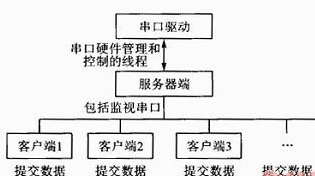 串口驱动
串口硬件管理和
控制的线程
服务器端
包括监视串口
客户端1 客户端2 客户端3 …
提交数据 提交数据 提交数据 提交数据